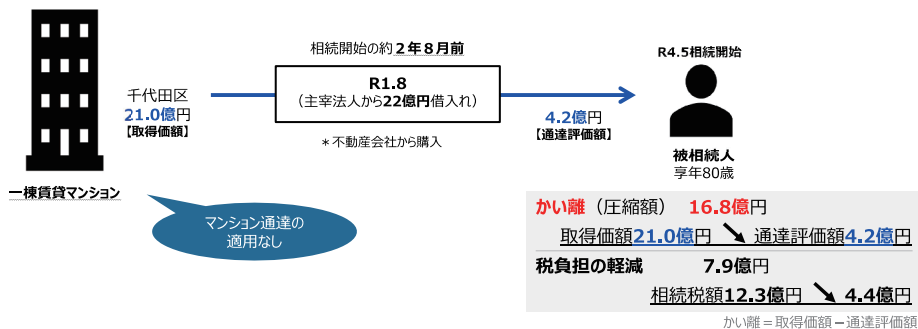 相続開始の約2年8月前
R4.5相続開始
R1.8
（主宰法人から22億円借入れ）
千代田区
21.0億円
【取得価額】
4.2億円
【通達評価額】
＊不動産会社から購入
被相続人
享年80歳
一棟賃貸マンション
マンション通達の
適用なし
かい離（圧縮額） 16.8億円
取得価額21.0億円 ➘ 通達評価額4.2億円
税負担の軽減 7.9億円
相続税額12.3億円 ➘ 4.4億円
かい離＝取得価額－通達評価額